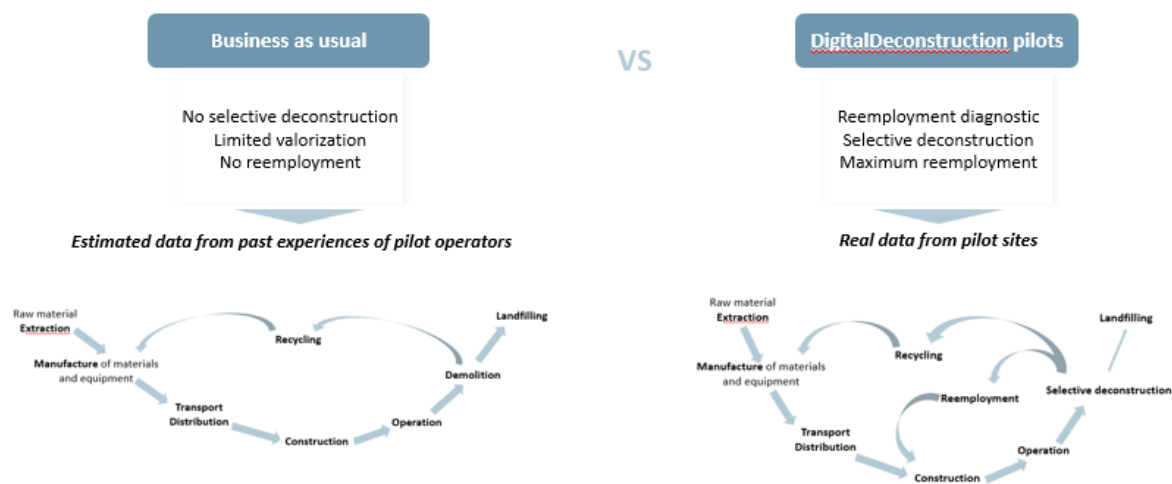 Business as usual
VS
DigitalDeconstruction pilots
No selective deconstruction
Limited valorization
No reemployment
Reemployment diagnostic
Selective deconstruction
Maximum reemployment
Estimated data from past experiences of pilot operators
Real data from pilot sites
Raw material
Extraction
Manufacture of materials
and equipment
Transport
Distribution
Construction
Operation
Demolition
Landfilling
Recycling
Raw material
Extraction
Manufacture of materials
and equipment
Transport
Distribution
Construction
Operation
Selective deconstruction
Landfilling
Recycling
Reemployment